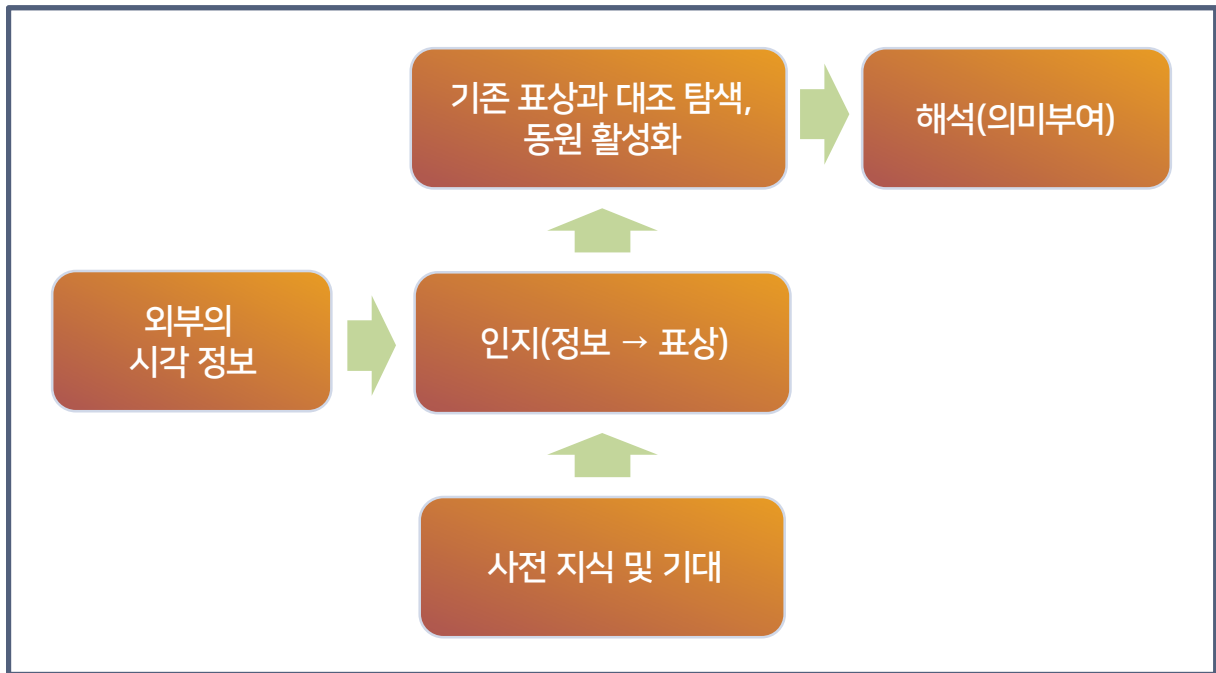 기존 표상과 대조 탐색,
동원 활성화
해석(의미부여)
외부의
시각 정보
인지(정보 → 표상)
사전 지식 및 기대